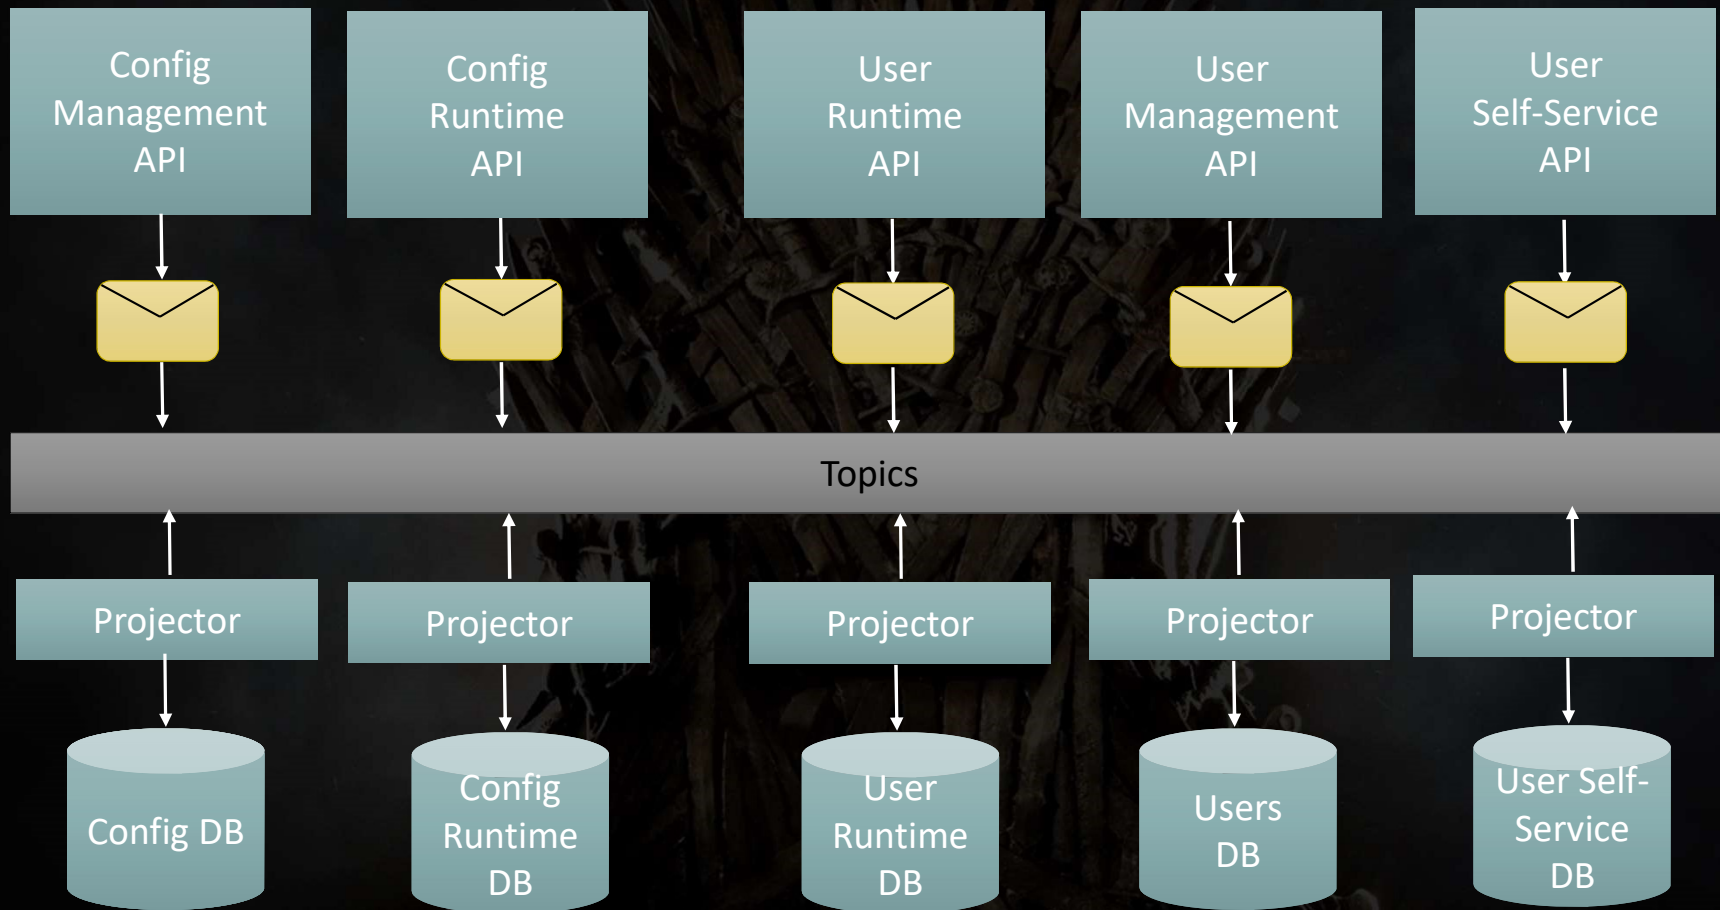 Config
Management
API
Config
Runtime
API
User
Runtime
API
User
Management
API
User
Self-Service
API
Topics
Projector
Projector
Projector
Projector
Projector
Config DB
Config
Runtime
DB
User
Runtime
DB
Users
DB
User Self-
Service
DB